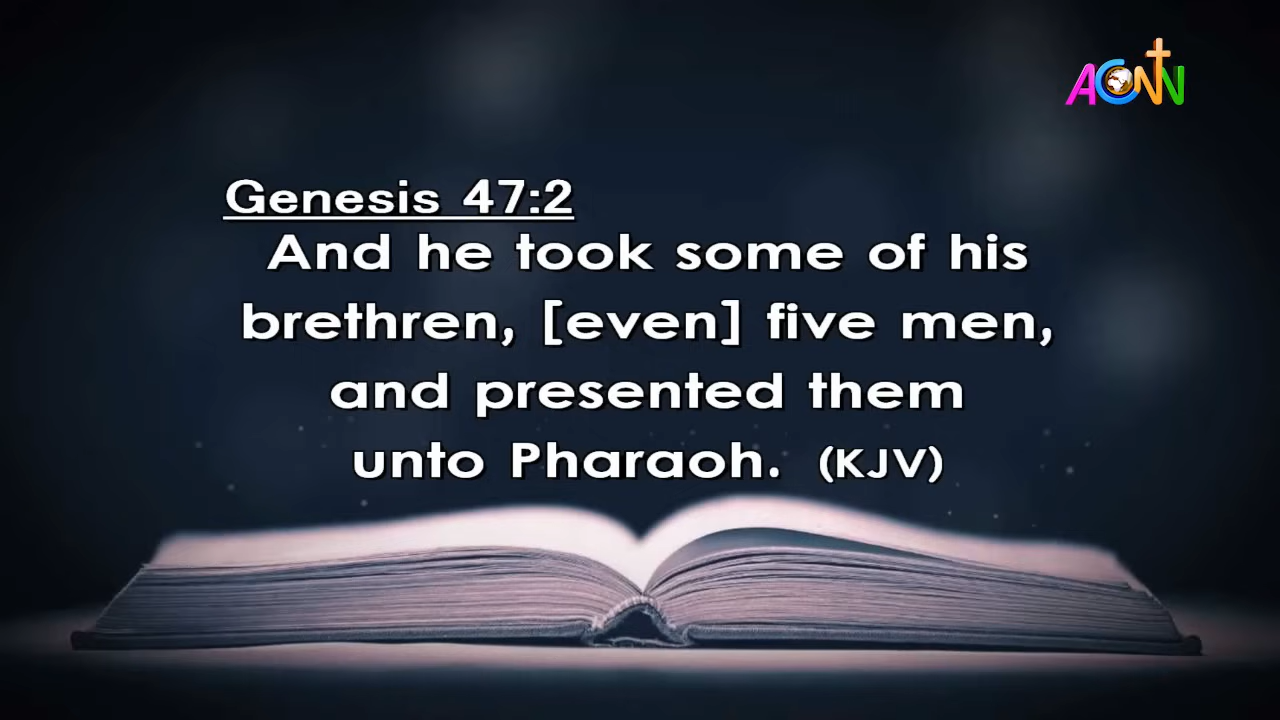 ACNN
Genesis 47:2
And he took some of his
brethren, [even] five men,
and presented them
unto Pharaoh. (KJV)